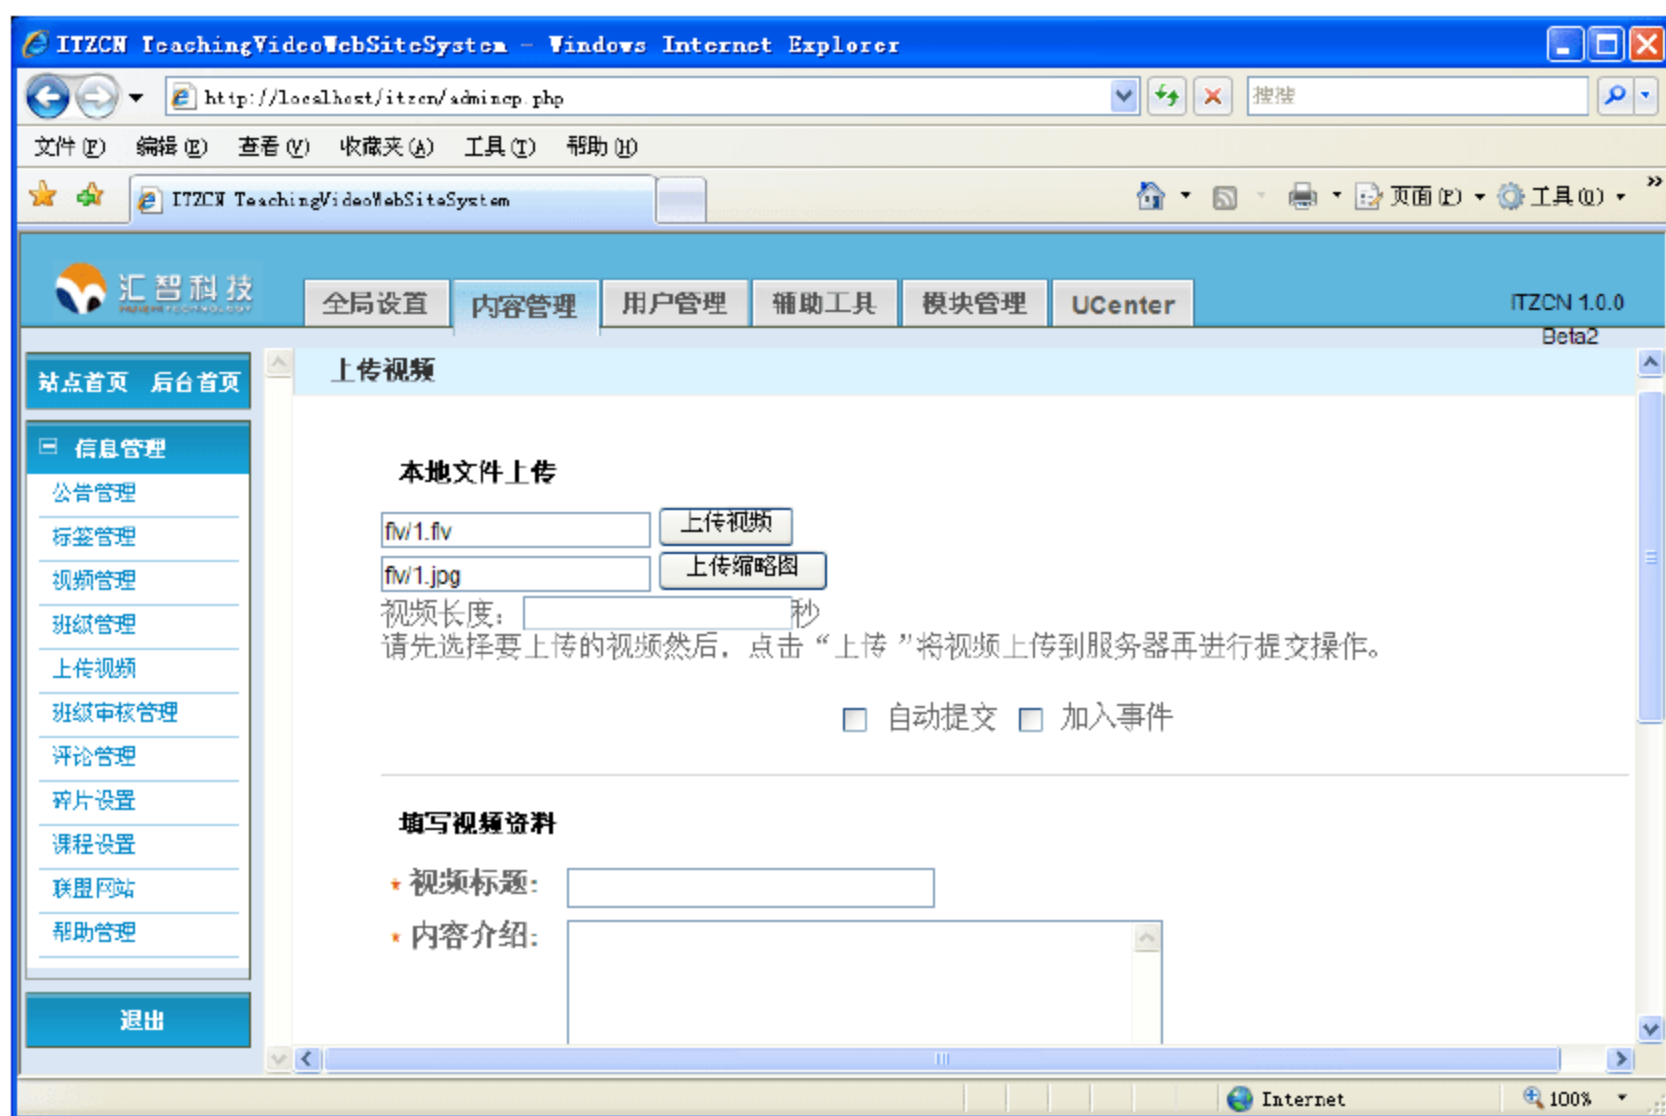 ITZCN TeachingVideoWebSiteSystem - Windows Internet Explorer
http://localhost/itzcn/admincp.php
搜搜
文件(F) 编辑(E) 查看(V) 收藏夹(A) 工具(T) 帮助(H)
ITZCN TeachingVideoWebSiteSystem
页面(P) 工具(O) »
汇智科技
全局设置 内容管理 用户管理 辅助工具 模块管理 UCenter
ITZCN 1.0.0
Beta2
站点首页 后台首页
上传视频
信息管理
公告管理
标签管理
视频管理
班级管理
上传视频
班级审核管理
评论管理
碎片设置
课程设置
联盟网站
帮助管理
退出
本地文件上传
flv/1.flv 上传视频
flv/1.jpg 上传缩略图
视频长度: 秒
请先选择要上传的视频然后，点击“上传”将视频上传到服务器再进行提交操作。
自动提交 加入事件
填写视频资料
* 视频标题:
* 内容介绍:
Internet 100%